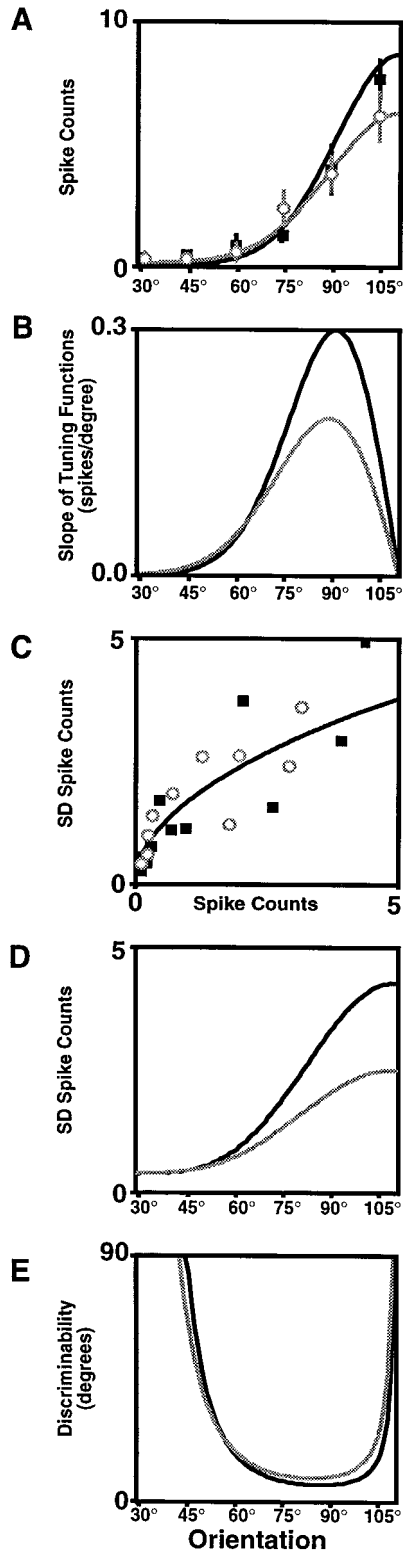 A
10
Spike Counts
0
30° 45° 60° 75° 90° 105°
B
0.3
Slope of Tuning Functions
(spikes/degree)
0.0
30° 45° 60° 75° 90° 105°
C
5
SD Spike Counts
0
0 Spike Counts 5
D
5
SD Spike Counts
0
30° 45° 60° 75° 90° 105°
E
90
Discriminability
(degrees)
0
30° 45° 60° 75° 90° 105°
Orientation